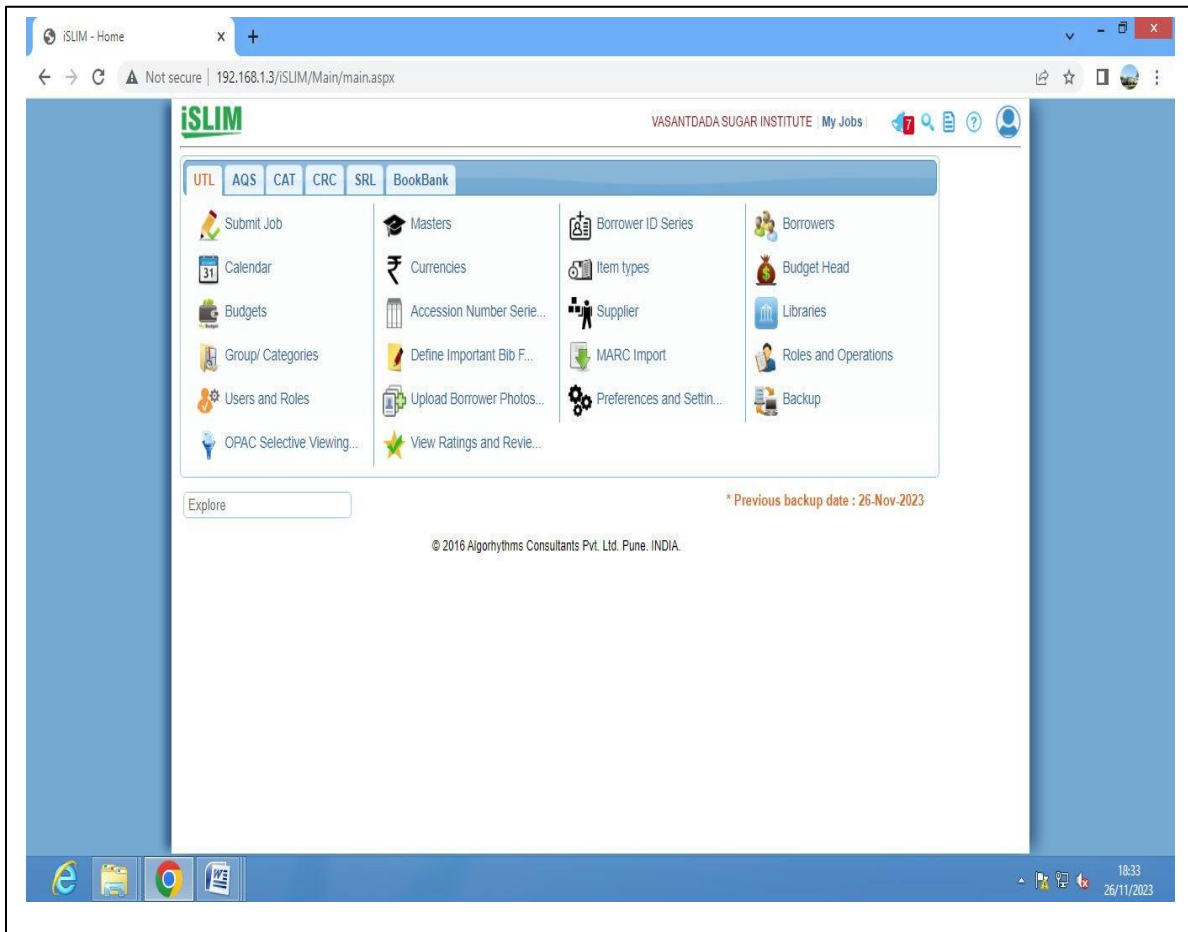 iSLIM - Home
Not secure | 192.168.1.3/iSLIM/Main/main.aspx
iSLIM
VASANTDADA SUGAR INSTITUTE | My Jobs |
7
UTL AQS CAT CRC SRL BookBank
Submit Job Masters Borrower ID Series Borrowers
31 Calendar Currencies Item types Budget Head
Budgets Accession Number Serie... Supplier Libraries
Group/ Categories Define Important Bib F... MARC Import Roles and Operations
Users and Roles Upload Borrower Photos... Preferences and Settin... Backup
OPAC Selective Viewing... View Ratings and Revie...
Explore
* Previous backup date : 26-Nov-2023
© 2016 Algorhythms Consultants Pvt. Ltd. Pune. INDIA.
18:33
26/11/2023